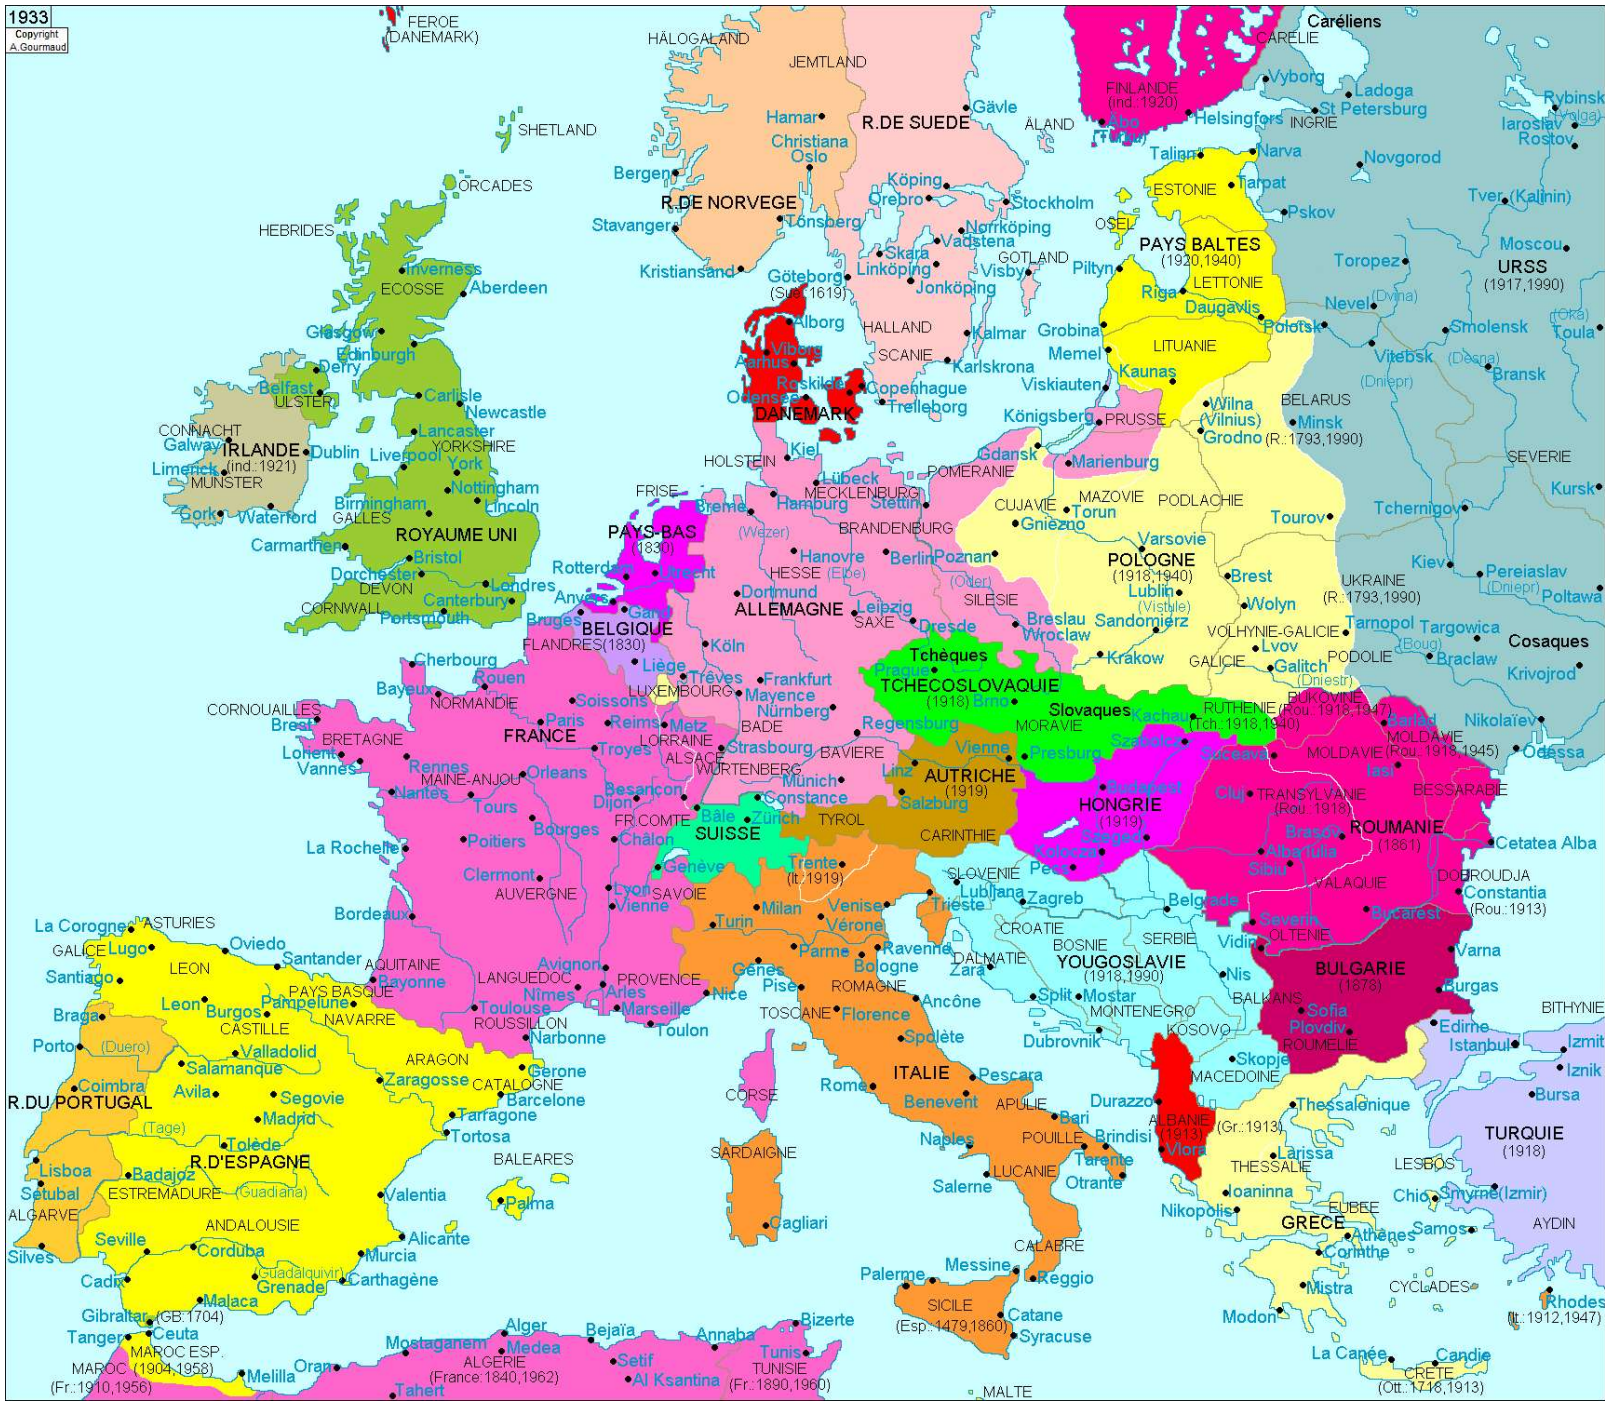 1933
Copyright
A.Gourmaud
FEROE
(DANEMARK)
HÄLOGALAND
JEMTLAND
Caréliens
CARELIE
FINLANDE
(ind.:1920)
Vyborg
Ladoga
St Petersburg
INGRIE
Rybinsk
(Volga)
Iaroslav
Rostov
SHETLAND
Hamar
Christiana
Oslo
R.DE SUEDE
Gävle
ÄLAND
Abo
(Turku)
Helsingfors
Talinn
Narva
Novgorod
ORCADES
Bergen
R.DE NORVEGE
Köping
Orebro
Stockholm
ESTONIE
Tarpat
Pskov
Tver (Kalinin)
HEBRIDES
Stavanger
Tönsberg
Norrköping
Vadstena
OSEL
PAYS BALTES
(1920,1940)
Moscou
URSS
(1917,1990)
Inverness
ECOSSE
Aberdeen
Kristiansand
Göteborg
(Sue.:1619)
Skara
Linköping
Jonköping
GOTLAND
Visby
Piltyn
Riga
LETTONIE
Daugavlis
Toropez
Nevel
(Dvina)
Glasgow
Edinburgh
Alborg
Viborg
Aarhus
HALLAND
SCANIE
Kalmar
Karlskrona
Grobina
Memel
LITUANIE
Polotsk
Vitebsk
Smolensk
(Desna)
(Oka)
Toula
Derry
Belfast
ULSTER
Carlisle
Newcastle
Roskilde
Odensee
DANEMARK
Copenhague
Trelleborg
Viskiauten
Kaunas
(Dniepr)
Bransk
CONNACHT
Galway
IRLANDE
(ind.:1921)
Dublin
Limerick
MUNSTER
Cork
Waterford
Lancaster
YORKSHIRE
Liverpool
York
Nottingham
Lincoln
Birmingham
GALLES
ROYAUME UNI
Carmarthen
Bristol
Dorchester
DEVON
CORNWALL
Londres
Canterbury
Portsmouth
Königsberg
PRUSSE
Wilna
(Vilnius)
Grodno
BELARUS
Minsk
(R.:1793,1990)
Kiel
HOLSTEIN
Lübeck
MECKLENBURG
Hamburg
Stettin
POMERANIE
Gdansk
Marienburg
SEVERIE
Kursk
FRISE
Breme
(Wezer)
BRANDENBURG
CUJAVIE
Gniezno
MAZOVIE
Torun
PODLACHIE
Tourov
Tchernigov
PAYS-BAS
(1830)
Rotterdam
Utrecht
Hanovre
HESSE
(Elbe)
Berlin
Poznan
(Oder)
Varsovie
POLOGNE
(1918,1940)
Brest
Kiev
Pereiaslav
(Dniepr)
Poltawa
Anvers
Gand
Bruges
BELGIQUE
FLANDRES(1830)
Dortmund
ALLEMAGNE
Leipzig
SAXE
Dresde
SILESIE
Breslau
Wroclaw
Lublin
(Vistule)
Sandomierz
Wolyn
UKRAINE
(R.:1793,1990)
VOLHYNIE-GALICIE
Tarnopol
Targowica
(Boug)
Braclaw
Cosaques
Krivojrod
Liège
Köln
Trêves
LUXEMBOURG
Frankfurt
Mayence
Nürnberg
Tchèques
Prague
TCHECOSLOVAQUIE
(1918)
Brno
MORAVIE
Slovaques
Krakow
GALICIE
Lvov
Galitch
(Dniestr)
PODOLIE
Kachau
RUTHENIE
(Tch.:1918,1940)
BUKOVINE
(Rou.:1918,1947)
Cherbourg
Bayeux
Rouen
NORMANDIE
Soissons
Paris
FRANCE
Reims
Metz
LORRAINE
Troyes
ALSACE
Strasbourg
BADE
WURTENBERG
BAVIERE
Regensburg
Münich
CORNOUAILLES
Brest
BRETAGNE
Lorient
Vannes
Rennes
MAINE-ANJOU
Nantes
Tours
Orleans
Bourges
Besançon
Dijon
FR.COMTE
Châlon
Constance
Bâle
Zürich
SUISSE
Genève
Vienne
Linz
AUTRICHE
(1919)
Salzburg
TYROL
CARINTHIE
Presburg
Szabolcz
Budapest
HONGRIE
(1919)
Szeged
Kolocza
Pecs
Suceava
Barlad
MOLDAVIE
MOLDAVIE
(Rou.:1918,1945)
Iasi
Nikolaïev
Odessa
Cluj
TRANSYLVANIE
(Rou.:1918)
BESSARABIE
Brasov
ROUMANIE
(1861)
Alba Iulia
Sibiu
VALAQUIE
Cetatea Alba
DOBROUDJA
Constantia
(Rou.:1913)
La Rochelle
Poitiers
Clermont
AUVERGNE
Lyon
SAVOIE
Vienne
Bordeaux
Trente
(It.:1919)
SLOVENIE
Lubljana
Zagreb
Trieste
Belgrade
Severin
OLTENIE
Bucarest
Turin
Milan
Venise
Vérone
Parme
Ravenne
Bologne
CROATIE
BOSNIE
SERBIE
Vidin
BULGARIE
(1878)
Varna
Burgas
La Corogne
ASTURIES
GALICE
Lugo
Oviedo
Santander
LEON
Santiago
Leon
Burgos
AQUITAINE
Bayonne
PAYS BASQUE
Pampelune
NAVARRE
LANGUEDOC
Toulouse
ROUSSILLON
Narbonne
Avignon
Nîmes
Arles
PROVENCE
Marseille
Toulon
Nice
Gênes
Pise
ROMAGNE
TOSCANE
Florence
Ancône
DALMATIE
Zara
YOUGOSLAVIE
(1918,1990)
Split
Mostar
MONTENEGRO
Nis
BALKANS
KOSOVO
Sofia
Plovdiv
ROUMELIE
Dubrovnik
Skopje
MACEDOINE
Edirne
Istanbul
BITHYNIE
Izmit
Iznik
Bursa
Braga
Porto
(Duero)
CASTILLE
Valladolid
Salamanque
Avila
Segovie
Madrid
ARAGON
Zaragosse
CATALOGNE
Gerone
Barcelone
Tarragone
Tortosa
Spolète
ITALIE
Rome
Pescara
Benevent
APULIE
Bari
Coimbra
R.DU PORTUGAL
(Tage)
Tolède
R.D'ESPAGNE
CORSE
SARDAIGNE
Cagliari
Durazzo
ALBANIE
(1913)
Vlora
(Gr.:1913)
Thessalonique
THESSALIE
Larissa
TURQUIE
(1918)
Naples
POUILLE
Brindisi
Tarente
Otrante
LUCANIE
Salerne
Lisboa
Setubal
ALGARVE
Silves
Badajoz
ESTREMADURE
(Guadiana)
ANDALOUSIE
BALEARES
Palma
Valentia
Ioaninna
Nikopolis
GRECE
EUBEE
Athènes
Corinthe
LESBOS
Chio
Smyrne(Izmir)
Samos
AYDIN
Seville
Corduba
(Guadalquivir)
Grenade
Malaca
Cadix
Murcia
Alicante
Carthagène
CALABRE
Messine
Reggio
Palerme
SICILE
(Esp.:1479,1860)
Catane
Syracuse
Mistra
Modon
CYCLADES
Rhodes
(It.:1912,1947)
Gibraltar
(GB:1704)
Tanger
Ceuta
MAROC ESP.
(1904,1958)
MAROC
(Fr.:1910,1956)
Melilla
Oran
Mostaganem
Alger
Medea
ALGERIE
(France:1840,1962)
Tahert
Bejaïa
Setif
Al Ksantina
Annaba
Bizerte
Tunis
TUNISIE
(Fr.:1890,1960)
MALTE
La Canée
Candie
CRETE
(Ott.:1718,1913)